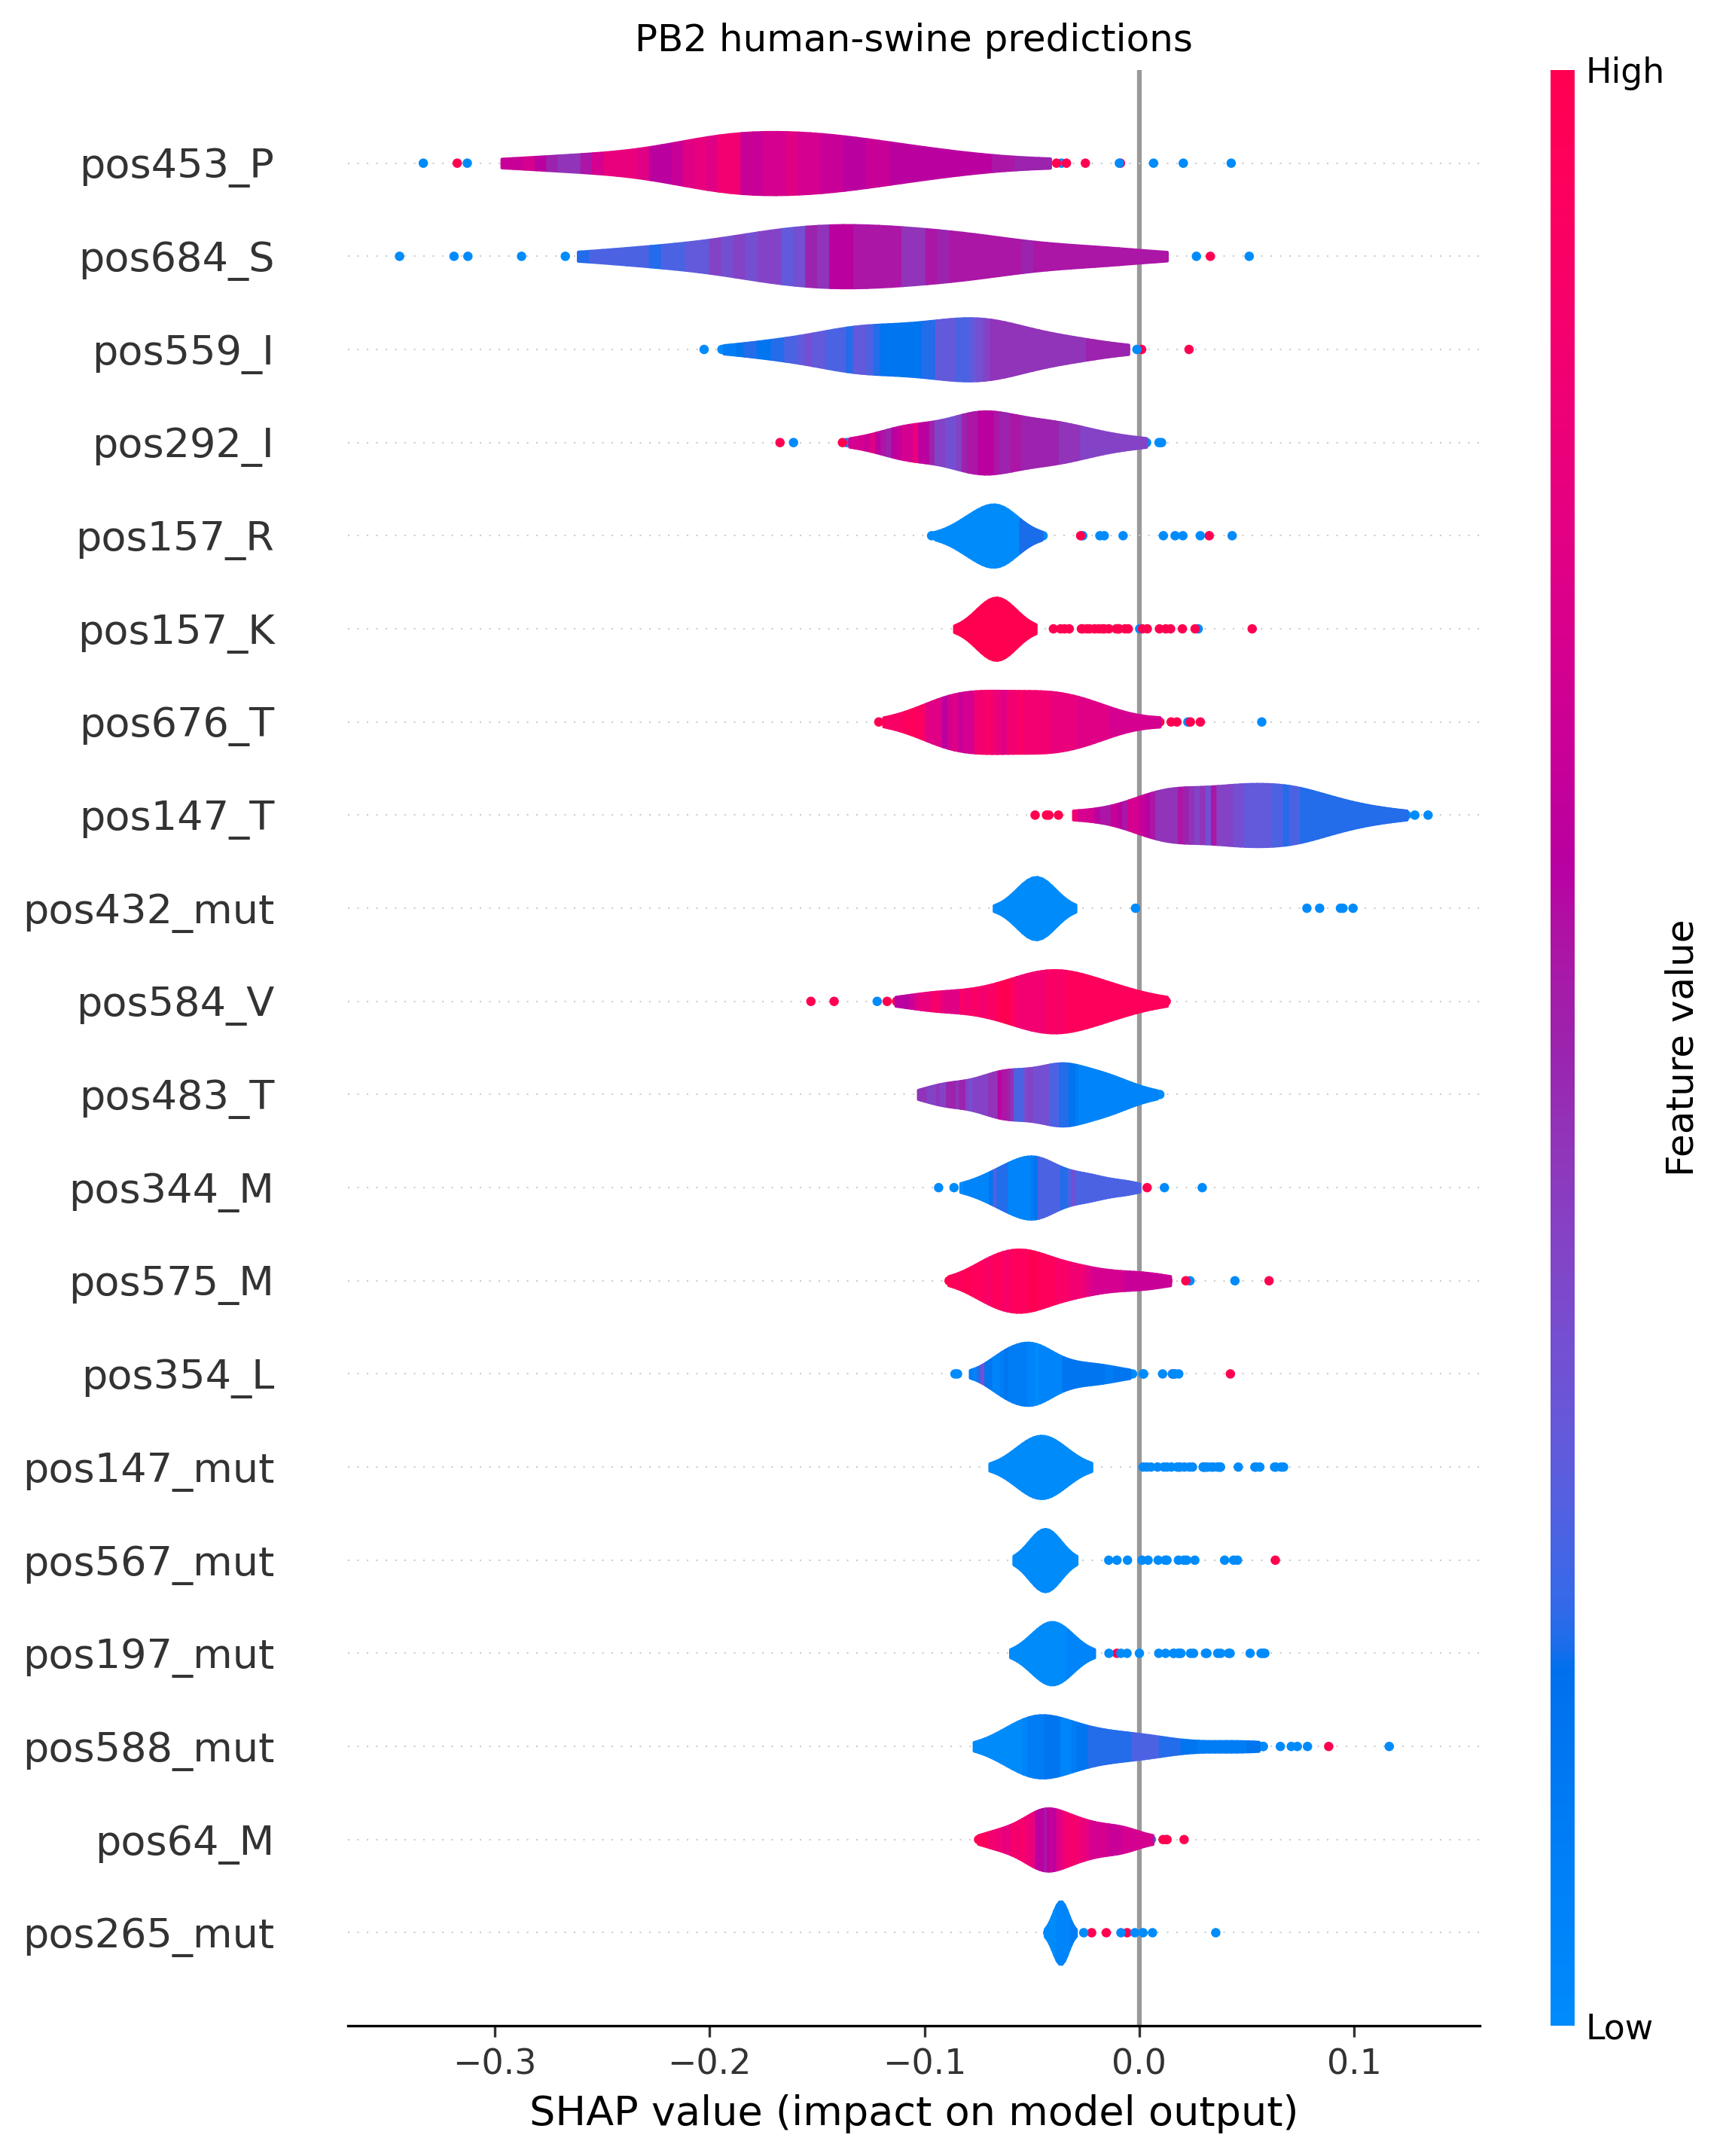 PB2 human-swine predictions
High
pos453_P
pos684_S
pos559_I
pos292_I
pos157_R
pos157_K
pos676_T
pos147_T
pos432_mut
pos584_V
pos483_T
pos344_M
pos575_M
pos354_L
pos147_mut
pos567_mut
pos197_mut
pos588_mut
pos64_M
pos265_mut
Feature value
Low
−0.3 −0.2 −0.1 0.0 0.1
SHAP value (impact on model output)